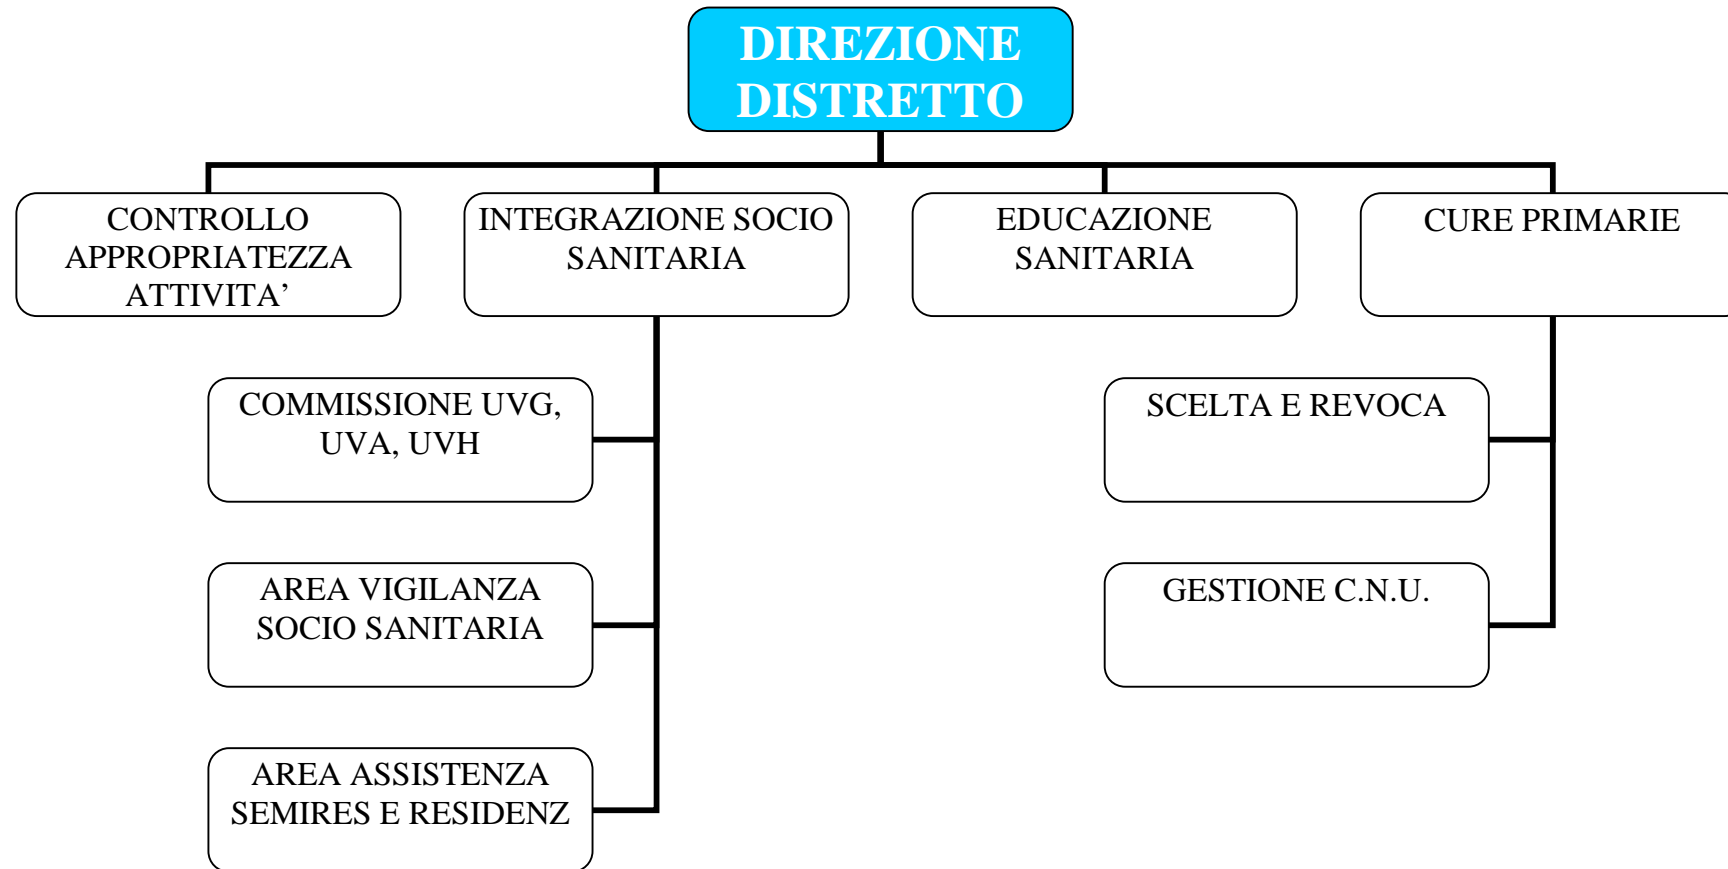 DIREZIONE
DISTRETTO
CONTROLLO
APPROPRIATEZZA
ATTIVITA’
INTEGRAZIONE SOCIO
SANITARIA
EDUCAZIONE
SANITARIA
CURE PRIMARIE
COMMISSIONE UVG,
UVA, UVH
SCELTA E REVOCA
AREA VIGILANZA
SOCIO SANITARIA
GESTIONE C.N.U.
AREA ASSISTENZA
SEMIRES E RESIDENZ